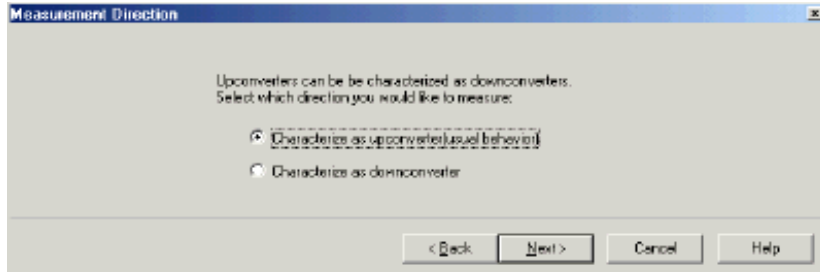 Measurement Direction
Upconverters can be be characterized as downconverters.
Select which direction you would like to measure:
Characterize as upconverter(usual behavior)
Characterize as downconverter
< Back
Next >
Cancel
Help